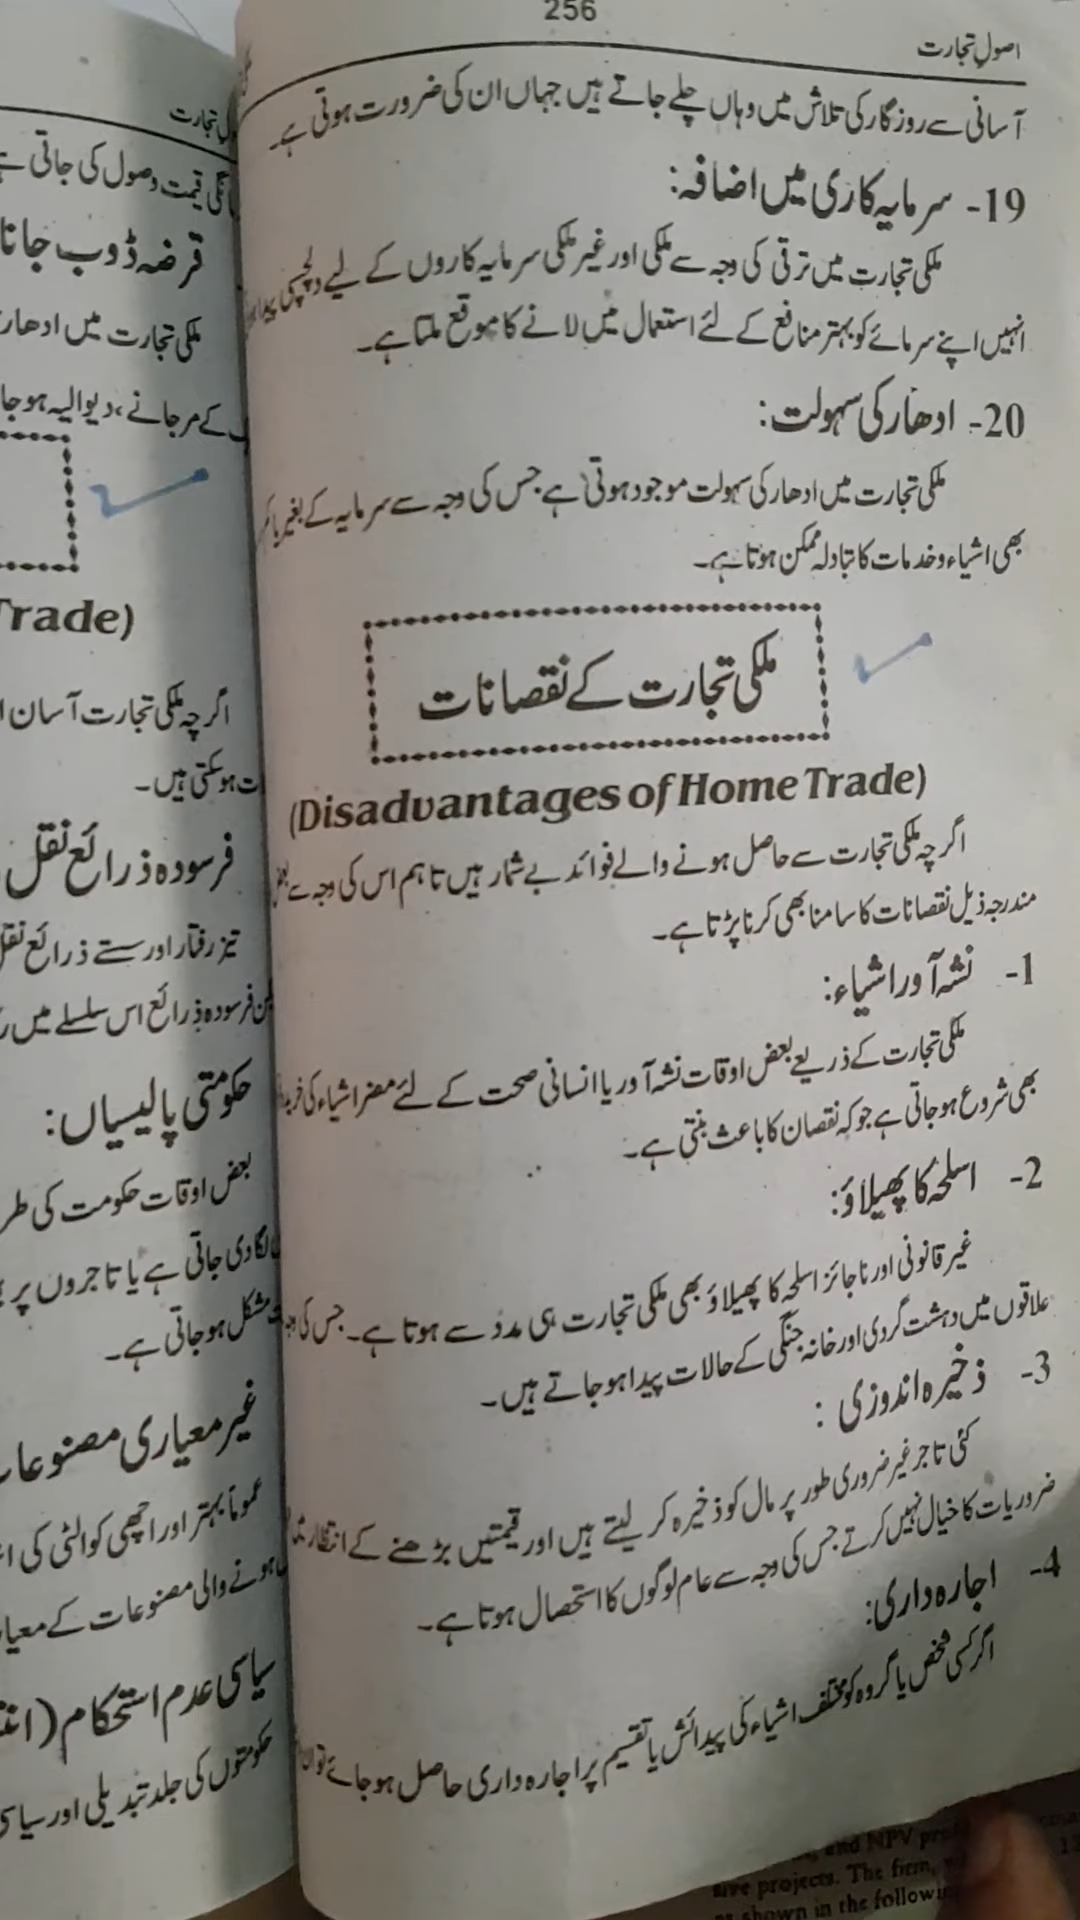 256
اصولِ تجارت
آسانی سے روزگار کی تلاش میں وہاں چلے جاتے ہیں جہاں ان کی ضرورت ہوتی ہے۔
19- سرمایہ کاری میں اضافہ:
ملکی تجارت میں ترقی کی وجہ سے ملکی اور غیر ملکی سرمایہ کاروں کے لیے دلچسپی
انہیں اپنے سرمائے کو بہتر منافع کے لئے استعمال میں لانے کا موقع ملتا ہے۔
20- ادھار کی سہولت:
ملکی تجارت میں ادھار کی سہولت موجود ہوتی ہے جس کی وجہ سے سرمایہ کے بغیر
بھی اشیاء و خدمات کا تبادلہ ممکن ہوتا ہے۔
ملکی تجارت کے نقصانات
(Disadvantages of Home Trade)
اگرچہ ملکی تجارت سے حاصل ہونے والے فوائد بے شمار ہیں تاہم اس کی وجہ سے
مندرجہ ذیل نقصانات کا سامنا بھی کرنا پڑتا ہے۔
1- نشہ آور اشیاء:
ملکی تجارت کے ذریعے بعض اوقات نشہ آور یا انسانی صحت کے لئے مضر اشیاء کی
بھی شروع ہو جاتی ہے جو کہ نقصان کا باعث بنتی ہے۔
2- اسلحہ کا پھیلاؤ:
غیر قانونی اور ناجائز اسلحہ کا پھیلاؤ بھی ملکی تجارت ہی مدد سے ہوتا ہے۔ جس کی
علاقوں میں دہشت گردی اور خانہ جنگی کے حالات پیدا ہو جاتے ہیں۔
3- ذخیرہ اندوزی :
کئی تاجر غیر ضروری طور پر مال کو ذخیرہ کر لیتے ہیں اور قیمتیں بڑھنے کے انتظار
ضروریات کا خیال نہیں کرتے جس کی وجہ سے عام لوگوں کا استحصال ہوتا ہے۔
4- اجارہ داری:
اگر کسی شخص یا گروہ کو مختلف اشیاء کی پیدائش یا تقسیم پر اجارہ داری حاصل ہو جائے
تجارت
قیمت وصول کی جاتی
قرضہ ڈوب جانا
ملکی تجارت میں ادھار
کے مر جانے، دیوالیہ ہو
Trade)
اگرچہ ملکی تجارت آسان
ہو سکتی ہیں۔
فرسودہ ذرائع نقل
تیز رفتار اور سستے ذرائع نقل
فرسودہ ذرائع اس سلسلے میں
حکومتی پالیسیاں:
بعض اوقات حکومت کی
لگا دی جاتی ہے یا تاجروں پر
مشکل ہو جاتی ہے۔
غیر معیاری مصنوعات
عموماً بہتر اور اچھی کوالٹی کی
ہونے والی مصنوعات کے
سیاسی عدم استحکام
حکومتوں کی جلد تبدیلی اور سیاسی
and NPV
projects. The firm,
as shown in the